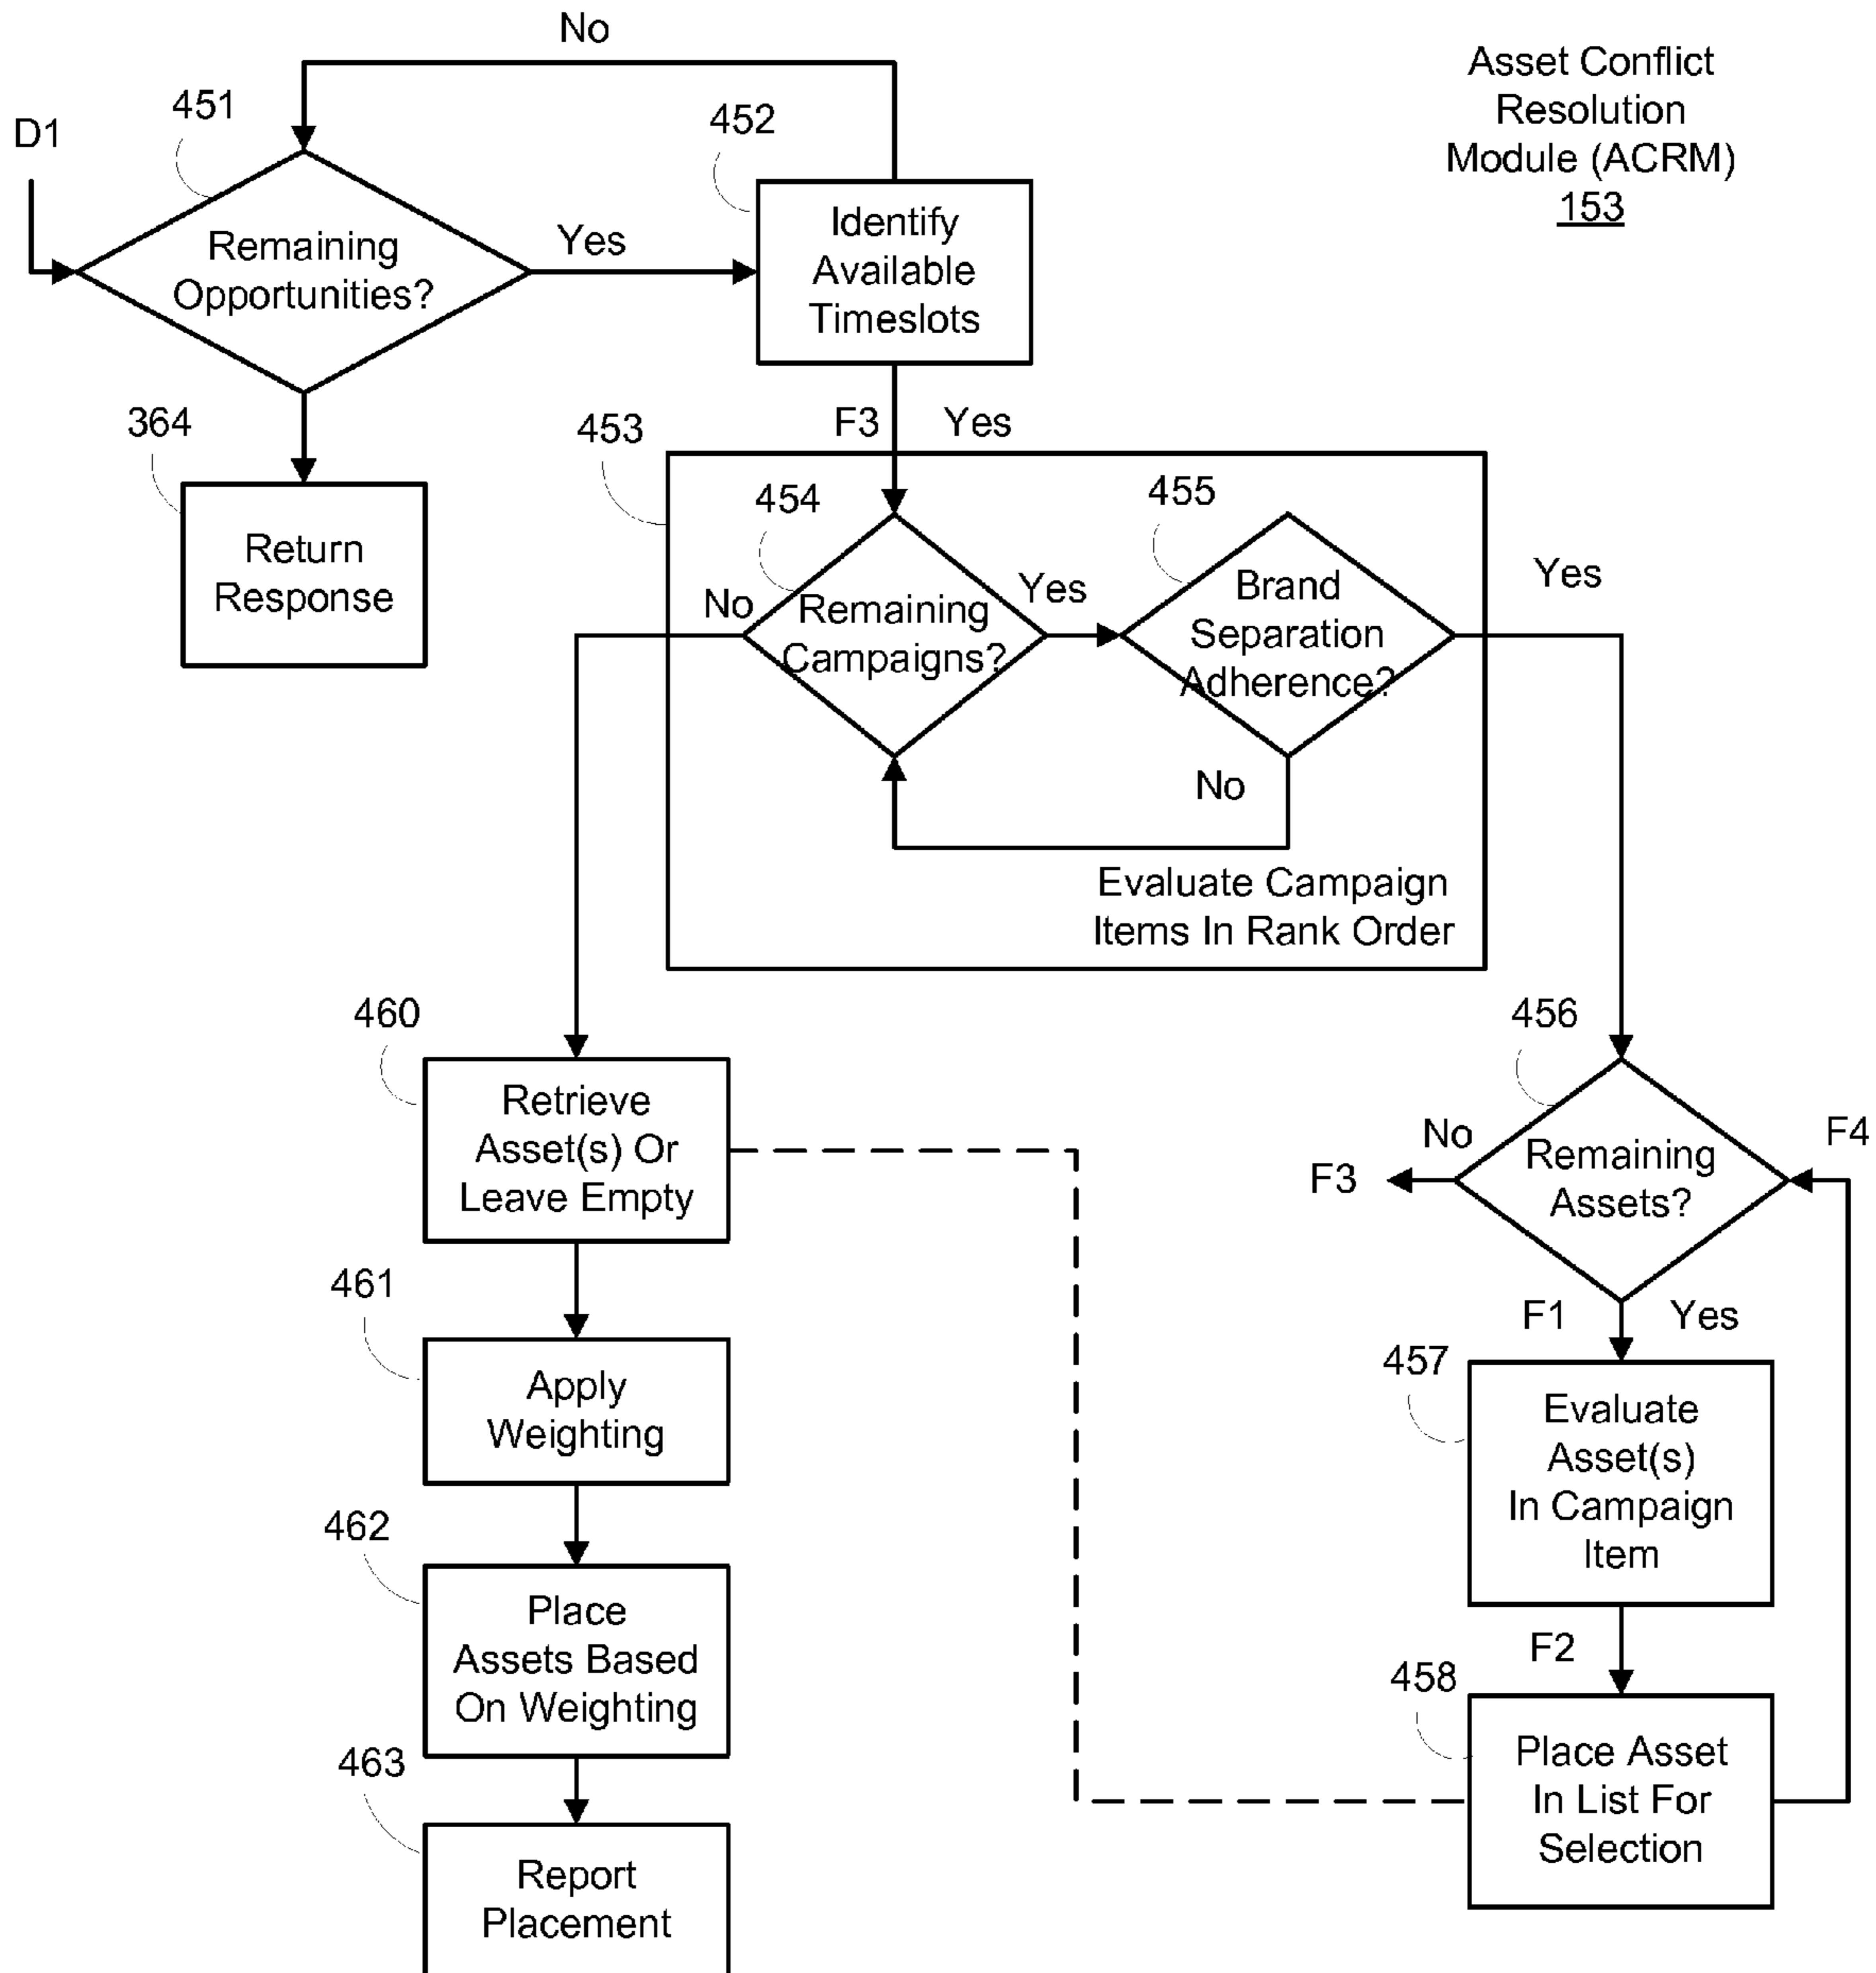 No
Asset Conflict
Resolution
Module (ACRM)
153
D1
451
452
Remaining
Opportunities?
Yes
Identify
Available
Timeslots
364
Return
Response
F3
Yes
453
454
455
No
Remaining
Campaigns?
Yes
Brand
Separation
Adherence?
Yes
No
Evaluate Campaign
Items In Rank Order
460
Retrieve
Asset(s) Or
Leave Empty
456
No
F3
Remaining
Assets?
F4
461
Apply
Weighting
F1
Yes
457
Evaluate
Asset(s)
In Campaign
Item
462
Place
Assets Based
On Weighting
F2
458
Place Asset
In List For
Selection
463
Report
Placement